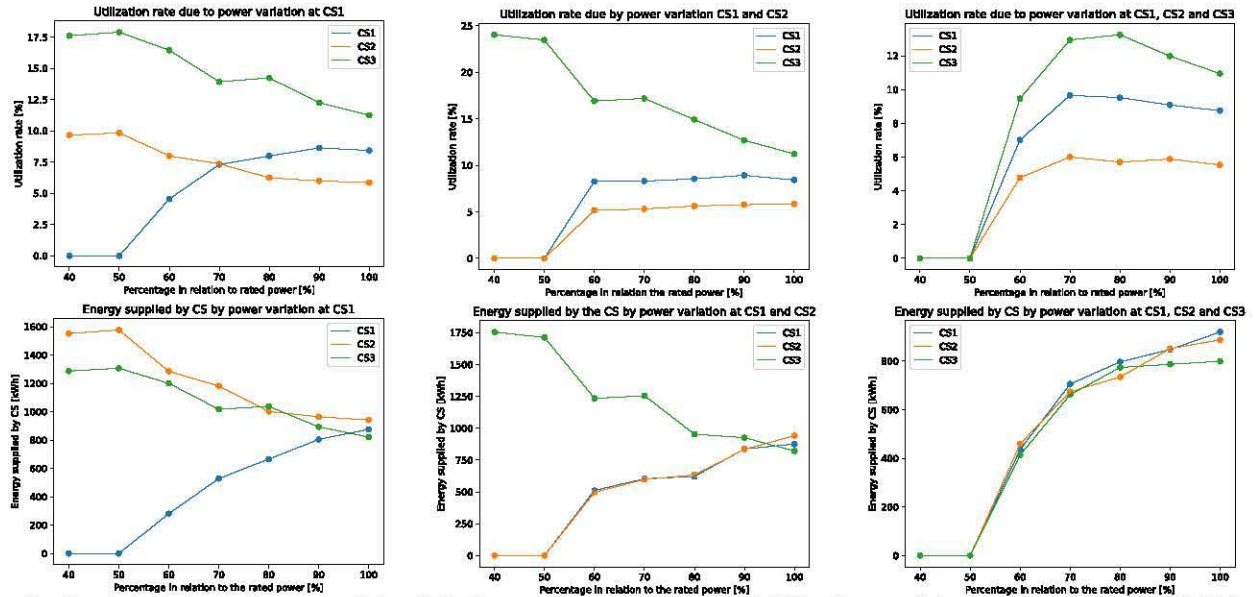 Utilization rate due to power variation at CS1
Utilization rate [%]
17.5
15.0
12.5
10.0
7.5
5.0
2.5
0.0
CS1
CS2
CS3
40 50 60 70 80 90 100
Percentage in relation to rated power [%]
Utilization rate due by power variation CS1 and CS2
Utilization rate [%]
25
20
15
10
5
0
CS1
CS2
CS3
40 50 60 70 80 90 100
Percentage in relation the rated power [%]
Utilization rate due to power variation at CS1, CS2 and CS3
Utilization rate [%]
12
10
8
6
4
2
0
CS1
CS2
CS3
40 50 60 70 80 90 100
Percentage in relation to rated power [%]
Energy supplied by CS by power variation at CS1
Energy supplied by CS [kWh]
1600
1400
1200
1000
800
600
400
200
0
CS1
CS2
CS3
40 50 60 70 80 90 100
Percentage in relation to the rated power [%]
Energy supplied by the CS by power variation at CS1 and CS2
Energy supplied by CS [kWh]
1750
1500
1250
1000
750
500
250
0
CS1
CS2
CS3
40 50 60 70 80 90 100
Percentage in relation to the rated power [%]
Energy supplied by CS by power variation at CS1, CS2 and CS3
Energy supplied by CS [kWh]
800
600
400
200
0
CS1
CS2
CS3
40 50 60 70 80 90 100
Percentage in relation to the rated power [%]